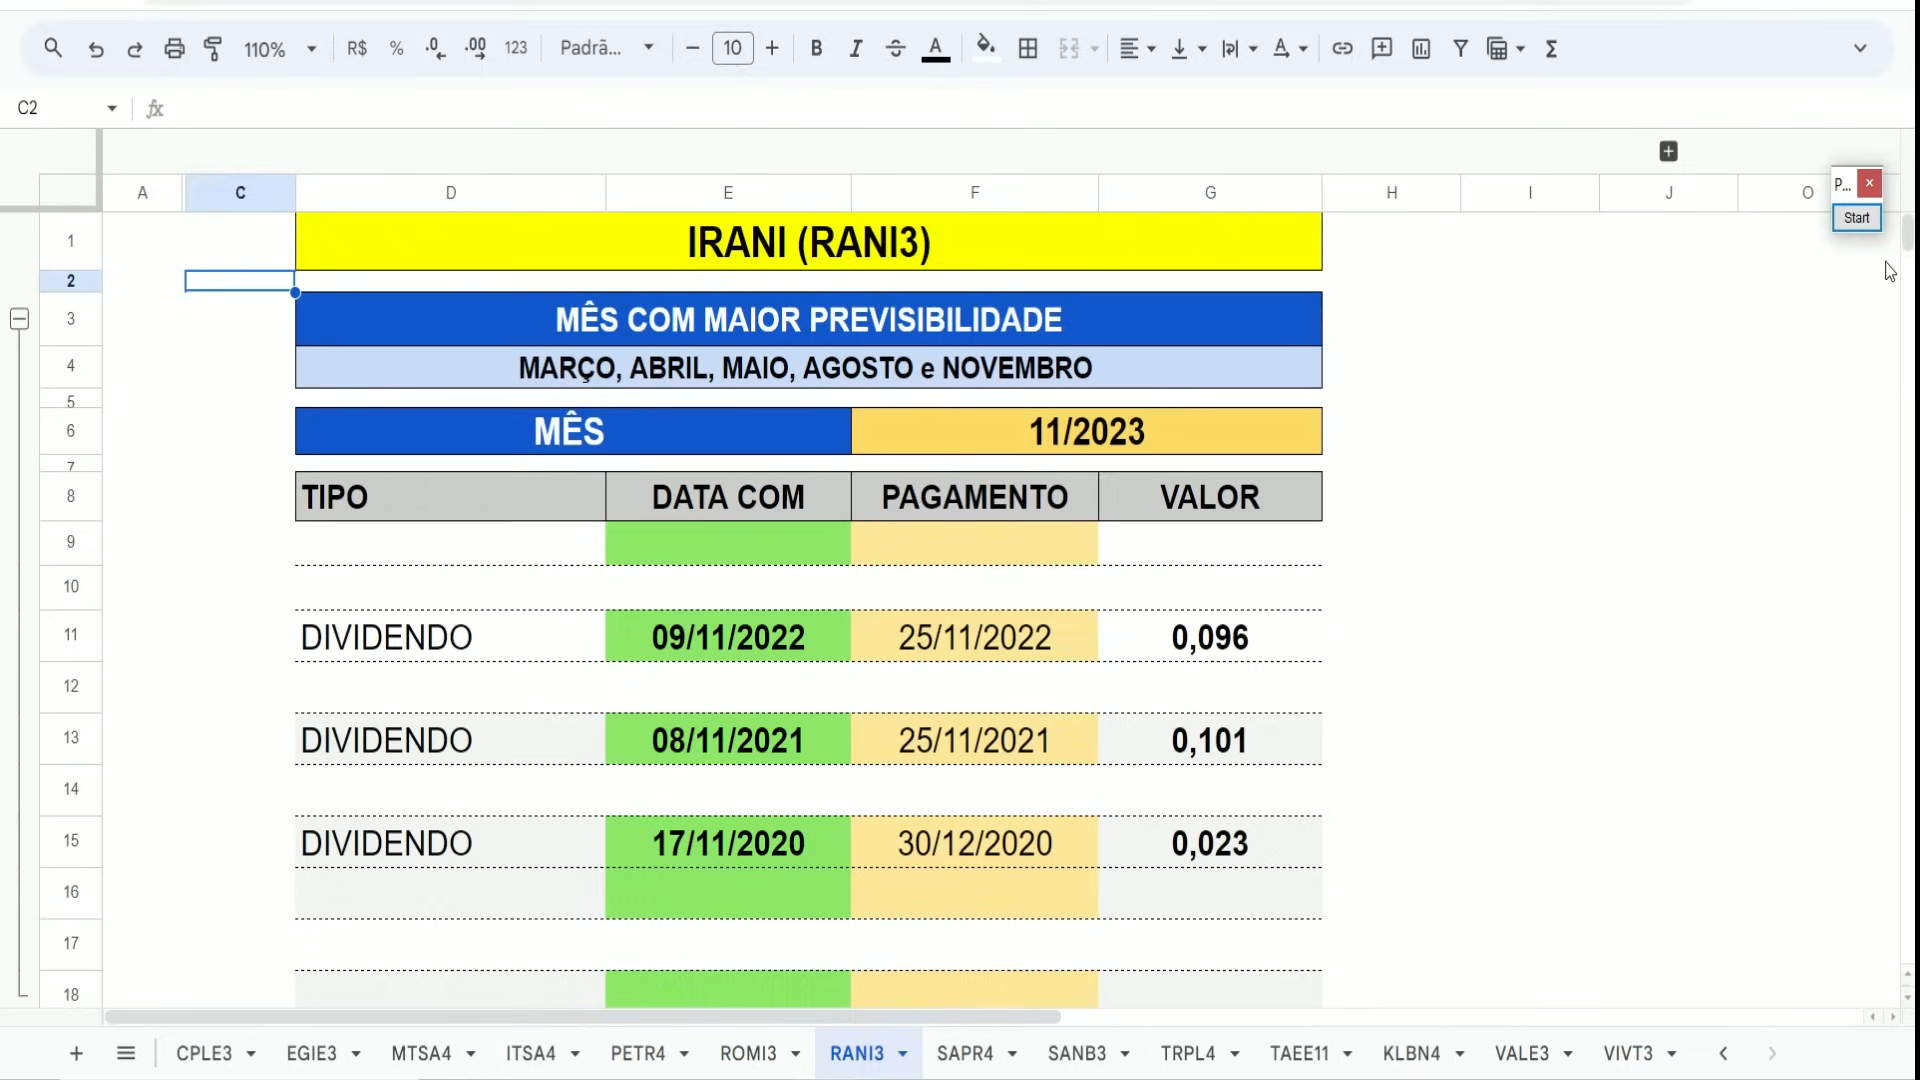 110% R$ % .0 .00 123 Padrã... 10 B I A Σ
C2 fx
A C D E F G H I J O
P...
Start
1 IRANI (RANI3)
2
3 MÊS COM MAIOR PREVISIBILIDADE
4 MARÇO, ABRIL, MAIO, AGOSTO e NOVEMBRO
5
6 MÊS 11/2023
7
8 TIPO DATA COM PAGAMENTO VALOR
9
10
11 DIVIDENDO 09/11/2022 25/11/2022 0,096
12
13 DIVIDENDO 08/11/2021 25/11/2021 0,101
14
15 DIVIDENDO 17/11/2020 30/12/2020 0,023
16
17
18
CPLE3 EGIE3 MTSA4 ITSA4 PETR4 ROMI3 RANI3 SAPR4 SANB3 TRPL4 TAEE11 KLBN4 VALE3 VIVT3